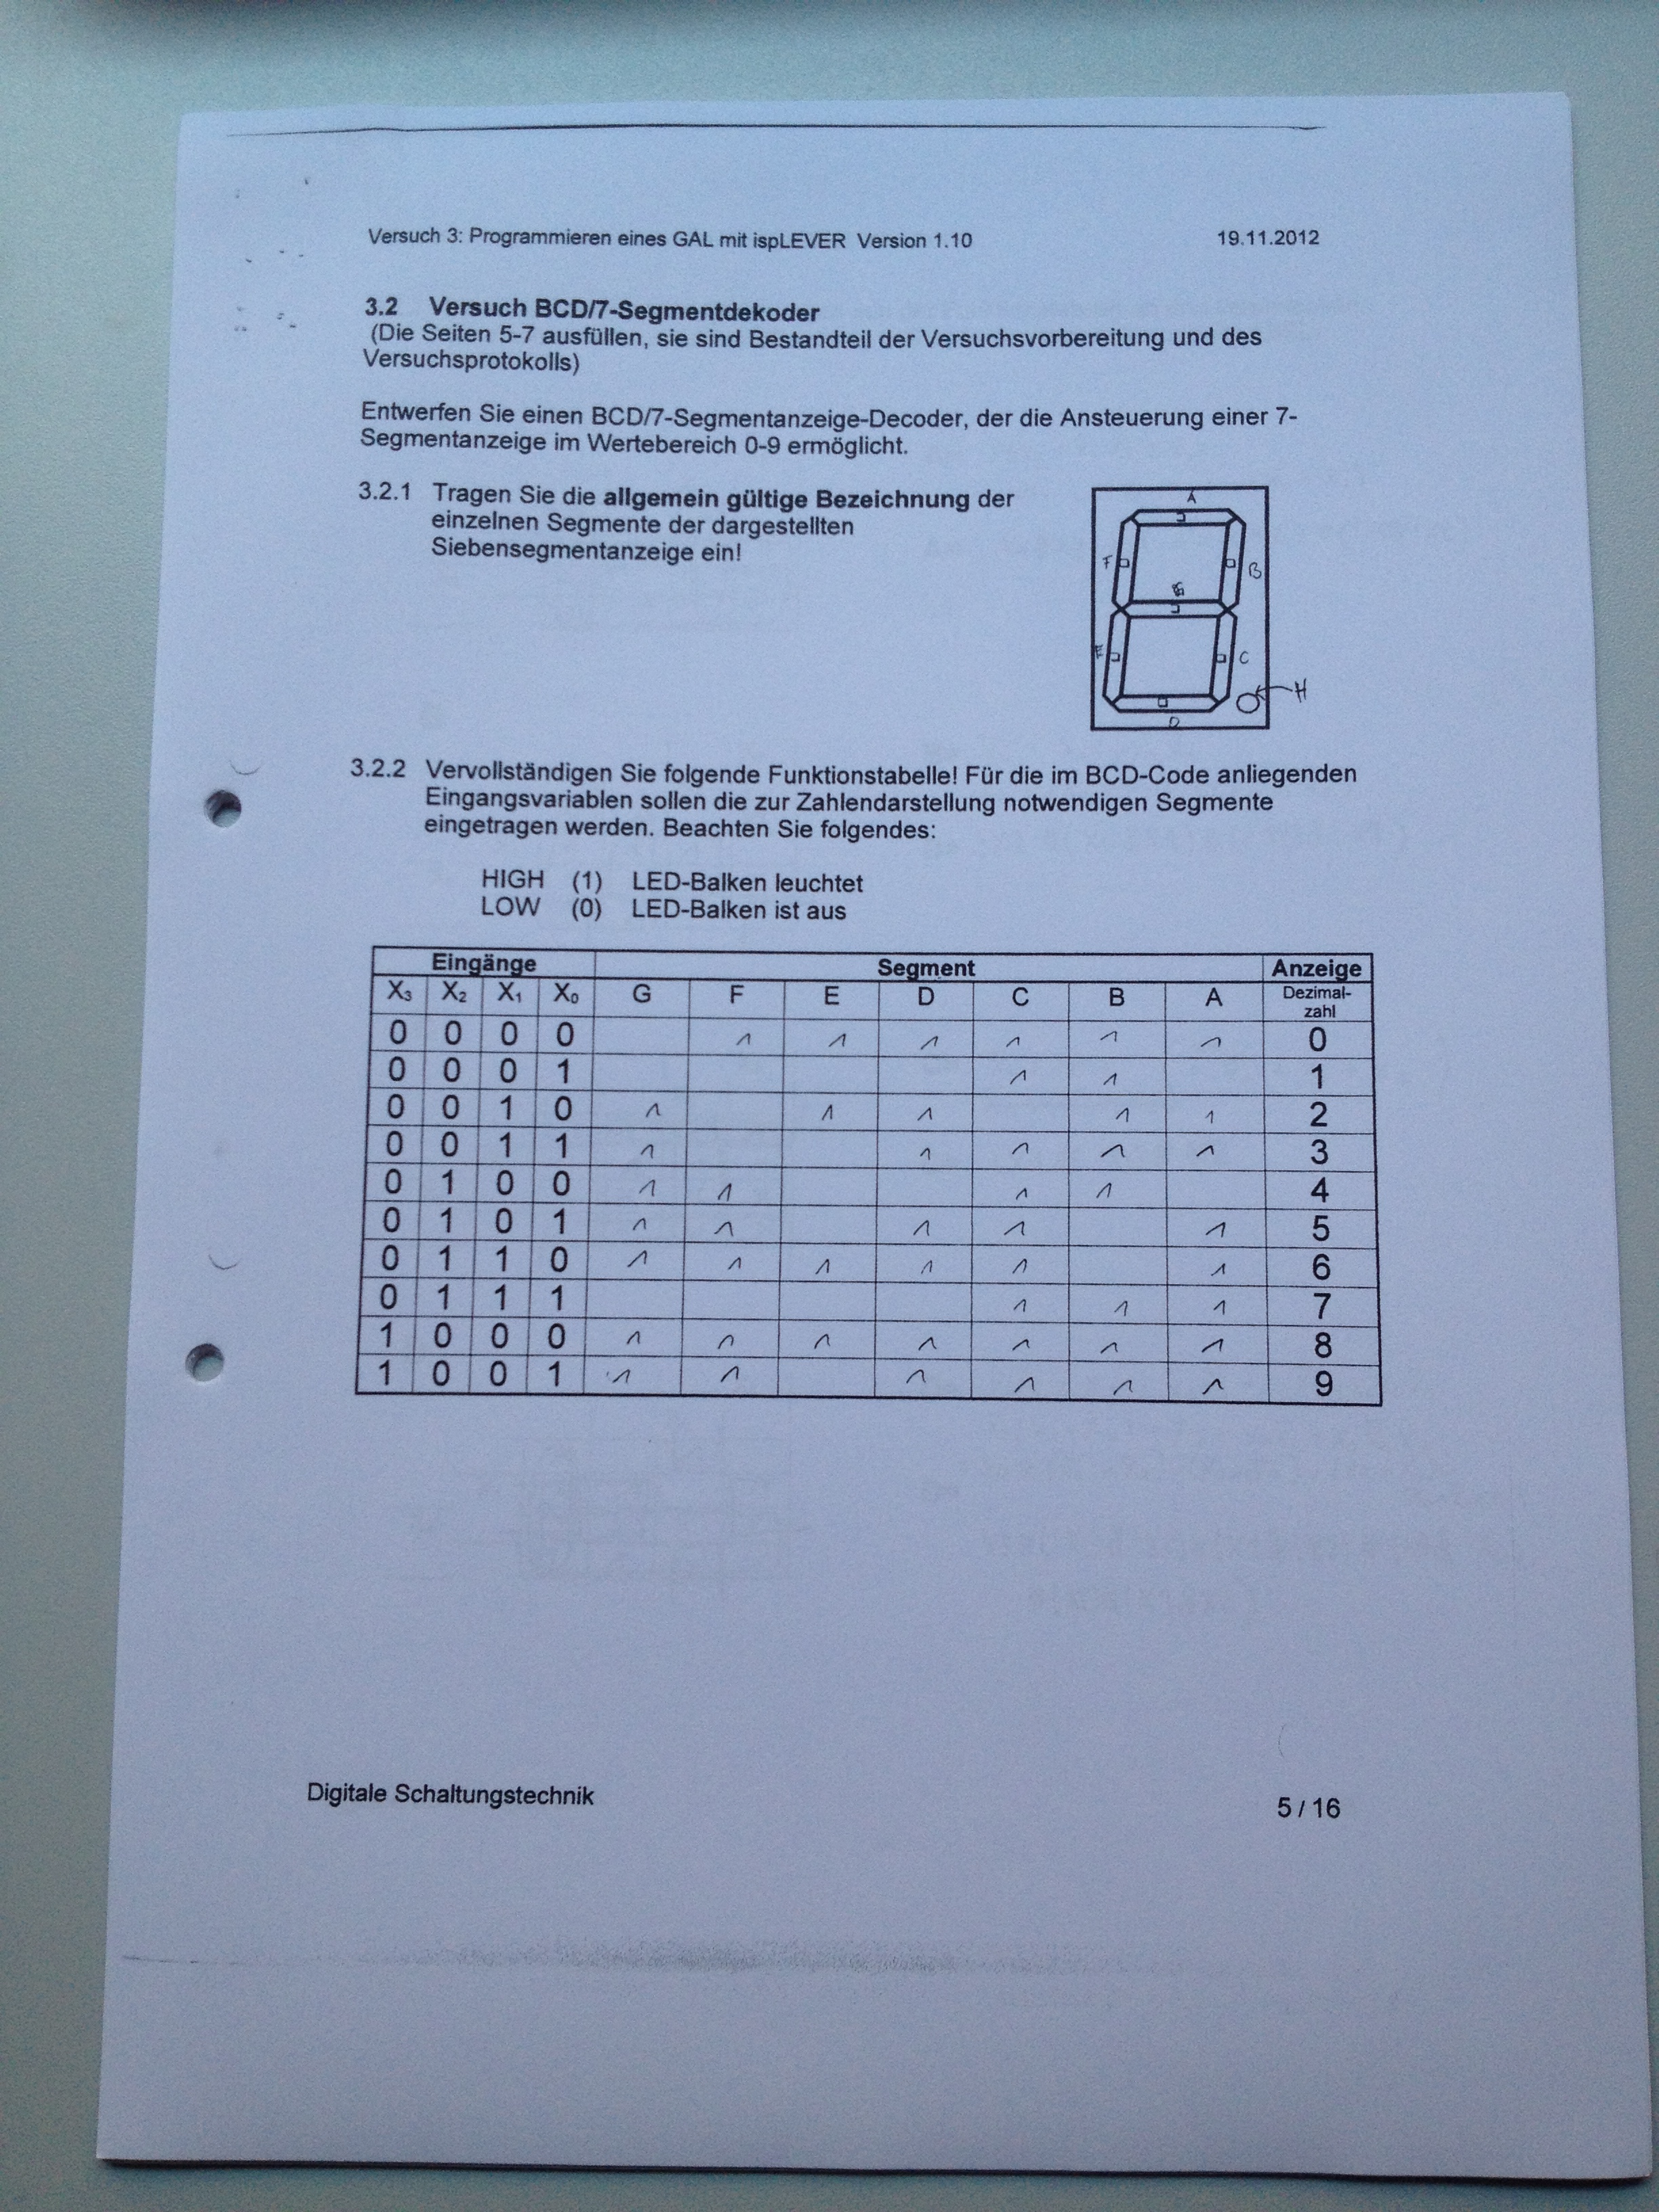 Versuch 3: Programmieren eines GAL mit ispLEVER Version 1.10 19.11.2012
3.2 Versuch BCD/7-Segmentdekoder
(Die Seiten 5-7 ausfüllen, sie sind Bestandteil der Versuchsvorbereitung und des
Versuchsprotokolls)
Entwerfen Sie einen BCD/7-Segmentanzeige-Decoder, der die Ansteuerung einer 7-
Segmentanzeige im Wertebereich 0-9 ermöglicht.
3.2.1 Tragen Sie die allgemein gültige Bezeichnung der
einzelnen Segmente der dargestellten
Siebensegmentanzeige ein!
A
F B
G
E C
H
D
3.2.2 Vervollständigen Sie folgende Funktionstabelle! Für die im BCD-Code anliegenden
Eingangsvariablen sollen die zur Zahlendarstellung notwendigen Segmente
eingetragen werden. Beachten Sie folgendes:
HIGH (1) LED-Balken leuchtet
LOW (0) LED-Balken ist aus
Eingänge Segment Anzeige
X3 X2 X1 X0 G F E D C B A Dezimal-
zahl
0 0 0 0 1 1 1 1 1 1 0
0 0 0 1 1 1 1
0 0 1 0 1 1 1 1 1 2
0 0 1 1 1 1 1 1 1 3
0 1 0 0 1 1 1 1 4
0 1 0 1 1 1 1 1 1 5
0 1 1 0 1 1 1 1 1 1 6
0 1 1 1 1 1 1 7
1 0 0 0 1 1 1 1 1 1 1 8
1 0 0 1 1 1 1 1 1 1 9
Digitale Schaltungstechnik 5 / 16